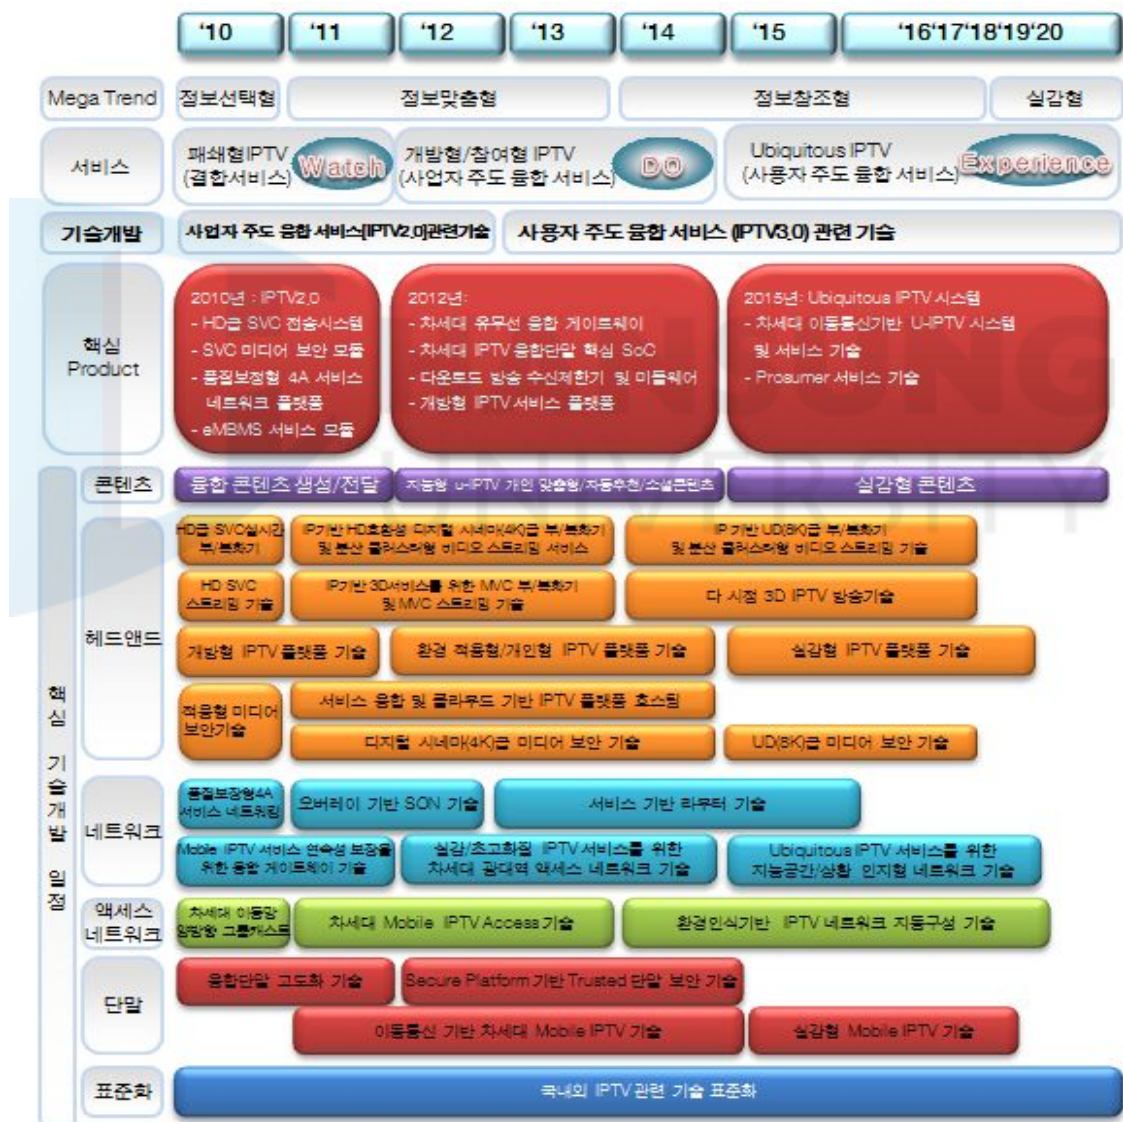 ‘10 ‘11 ‘12 ‘13 ‘14 ‘15 ‘16‘17‘18‘19‘20
Mega Trend 정보선택형 정보맞춤형 정보창조형 실감형
서비스
패쇄형IPTV
(결합서비스)
Watch
개방형/참여형 IPTV
(사업자 주도 융합 서비스)
DO
Ubiquitous IPTV
(사용자 주도 융합 서비스)
Experience
기술개발 사업자 주도 융합 서비스(IPTV2.0)관련기술 사용자 주도 융합 서비스 (IPTV3.0) 관련 기술
핵심
Product
2010년 : IPTV2.0
- HD급 SVC 전송시스템
- SVC 미디어 보안 모듈
- 품질보정형 4A 서비스
네트워크 플랫폼
- eMBMS 서비스 모듈
2012년:
- 차세대 유무선 융합 게이트웨이
- 차세대 IPTV 융합단말 핵심 SoC
- 다운로드 방송 수신제한기 및 미들웨어
- 개방형 IPTV 서비스 플랫폼
2015년: Ubiquitous IPTV 시스템
- 차세대 이동통신기반 U-IPTV 시스템
및 서비스 기술
- Prosumer 서비스 기술
UNIVERSITY
핵심 기술개발 일정
콘텐츠 융합 콘텐츠 생성/전달 지능형 u-IPTV 개인 맞춤형/자동추천/소셜콘텐츠 실감형 콘텐츠
헤드앤드
HD급 SVC실시간
부/복화기
IP기반 HD호환성 디지털 시네마(4K)급 부/복화기
및 분산 클러스터형 비디오 스트리밍 서비스
IP 기반 UD(8K)급 부/복화기
및 분산 클러스터형 비디오 스트리밍 기술
HD SVC
스트리밍 기술
IP기반 3D서비스를 위한 MVC 부/복화기
및 MVC 스트리밍 기술
다 시점 3D IPTV 방송기술
개방형 IPTV 플랫폼 기술 환경 적응형/개인형 IPTV 플랫폼 기술 실감형 IPTV 플랫폼 기술
적응형 미디어
보안기술
서비스 융합 및 클라우드 기반 IPTV 플랫폼 호스팅
디지털 시네마(4K)급 미디어 보안 기술 UD(8K)급 미디어 보안 기술
네트워크
품질보장형4A
서비스 네트워킹
오버레이 기반 SON 기술 서비스 기반 라우터 기술
Mobile IPTV 서비스 연속성 보장을
위한 융합 게이트웨이 기술
실감/초고화질 IPTV 서비스를 위한
차세대 광대역 액세스 네트워크 기술
Ubiquitous IPTV 서비스를 위한
지능공간/상황 인지형 네트워크 기술
액세스
네트워크
차세대 이동망
양방향 그룹캐스트
차세대 Mobile IPTV Access 기술 환경인식기반 IPTV 네트워크 자동구성 기술
단말
융합단말 고도화 기술 Secure Platform 기반 Trusted 단말 보안 기술
이동통신 기반 차세대 Mobile IPTV 기술 실감형 Mobile IPTV 기술
표준화 국내외 IPTV 관련 기술 표준화